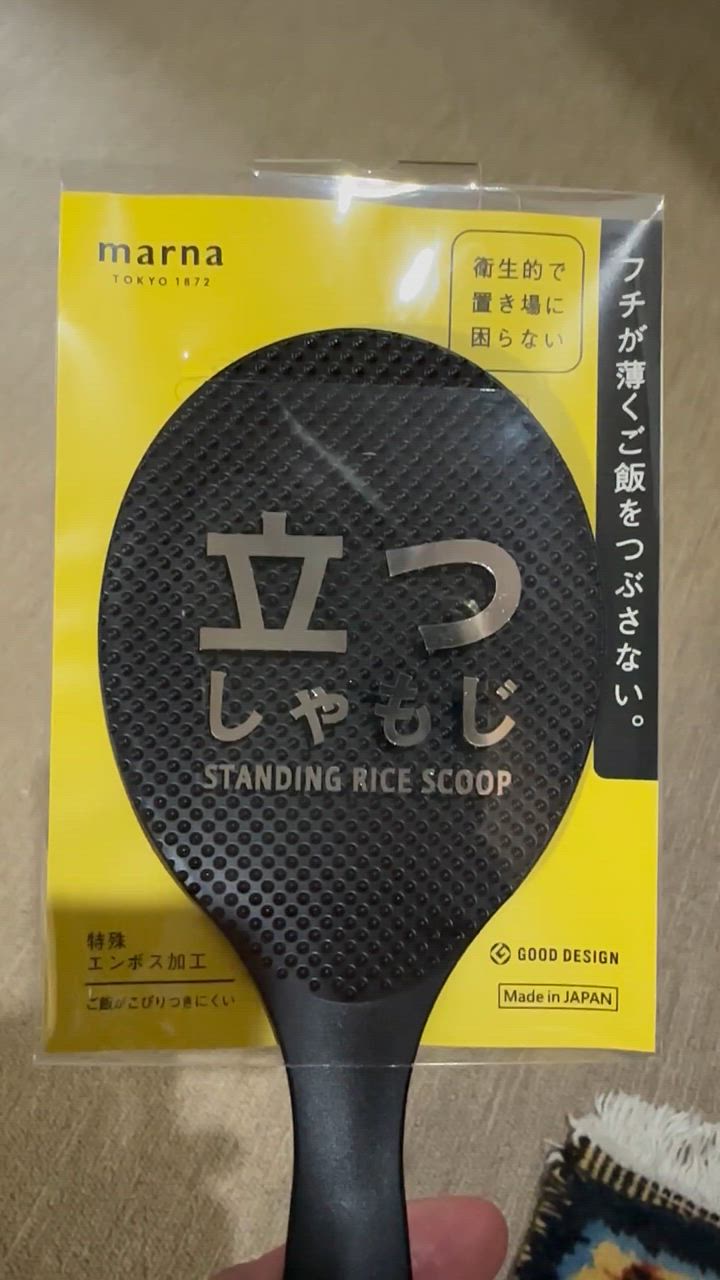 marna
TOKYO 1872
衛生的で
置き場に
困らない
フチが薄くご飯をつぶさない。
立つ
しゃもじ
STANDING RICE SCOOP
特殊
エンボス加工
ご飯がこびりつきにくい
GOOD DESIGN
Made in JAPAN